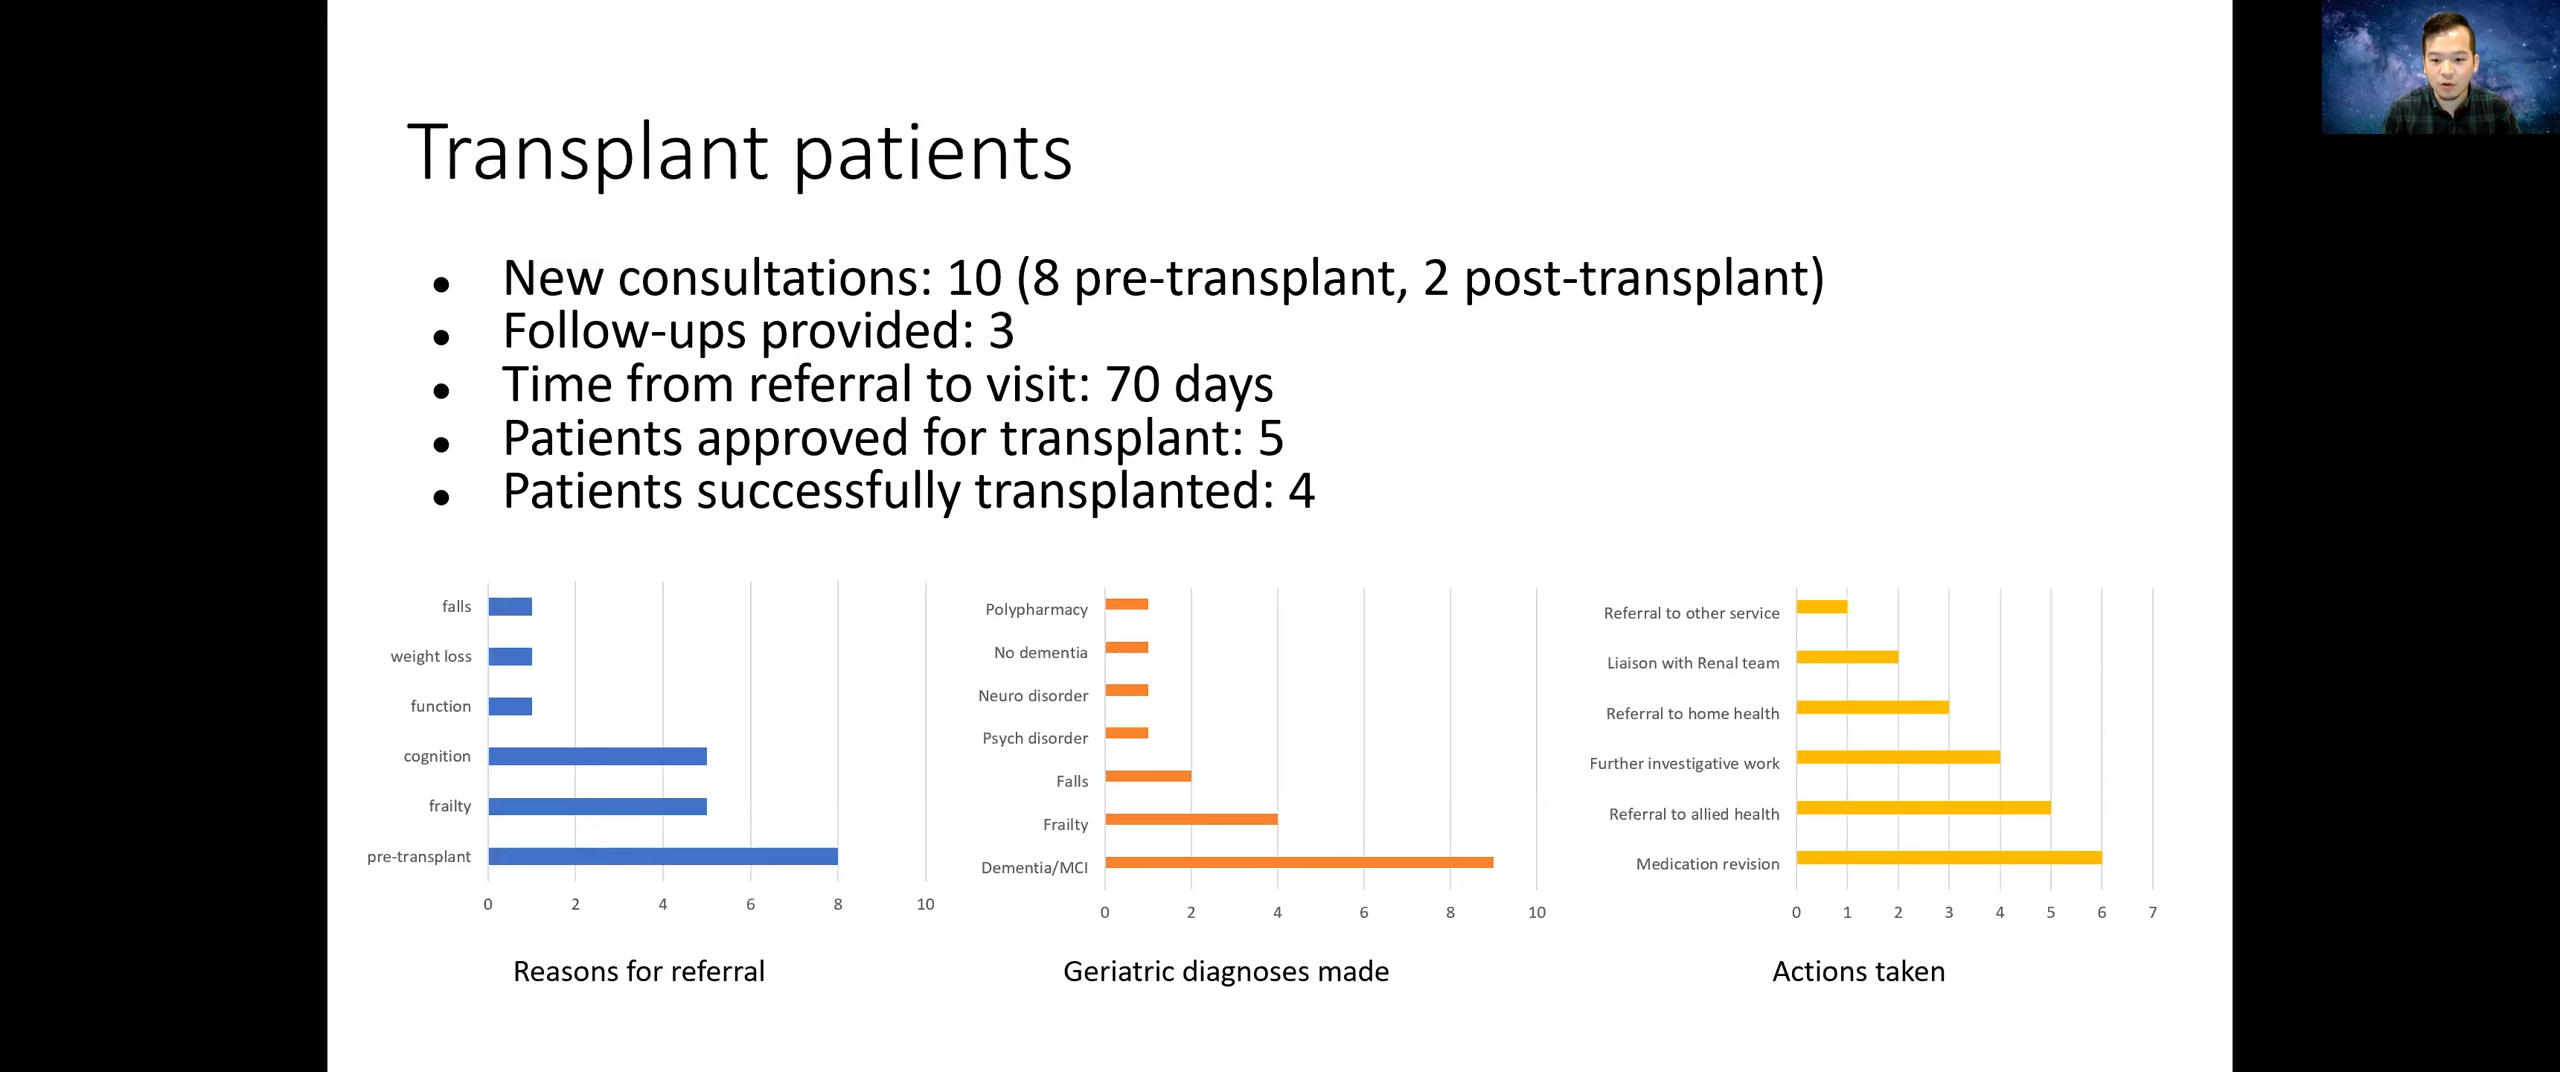 Transplant patients
• New consultations: 10 (8 pre-transplant, 2 post-transplant)
• Follow-ups provided: 3
• Time from referral to visit: 70 days
• Patients approved for transplant: 5
• Patients successfully transplanted: 4
falls
weight loss
function
cognition
frailty
pre-transplant
0 2 4 6 8 10
Reasons for referral
Polypharmacy
No dementia
Neuro disorder
Psych disorder
Falls
Frailty
Dementia/MCI
0 2 4 6 8 10
Geriatric diagnoses made
Referral to other service
Liaison with Renal team
Referral to home health
Further investigative work
Referral to allied health
Medication revision
0 1 2 3 4 5 6 7
Actions taken